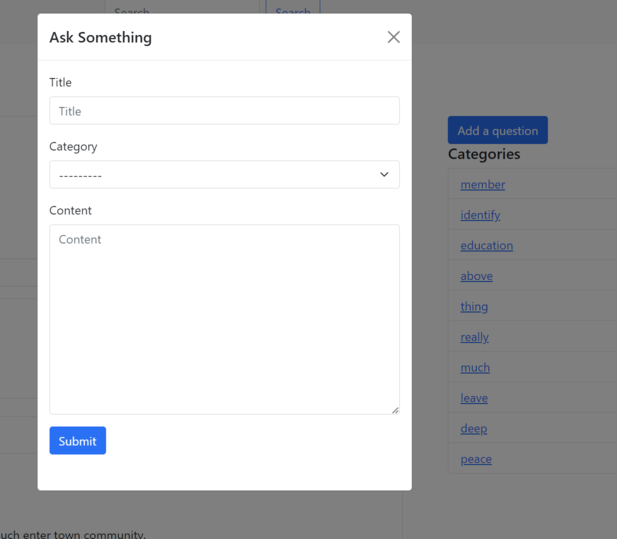 Search
Search
Ask Something
Title
Title
Category
---------
Content
Content
Submit
Add a question
Categories
member
identify
education
above
thing
really
much
leave
deep
peace
uch enter town community.